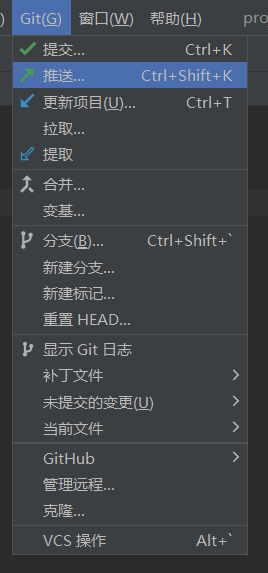 ) Git(G) 窗口(W) 帮助(H) pro
提交... Ctrl+K
推送... Ctrl+Shift+K
更新项目(U)... Ctrl+T
拉取...
提取
合并...
变基...
分支(B)... Ctrl+Shift+`
新建分支...
新建标记...
重置 HEAD...
显示 Git 日志
补丁文件
未提交的变更(U)
当前文件
GitHub
管理远程...
克隆...
VCS 操作 Alt+`